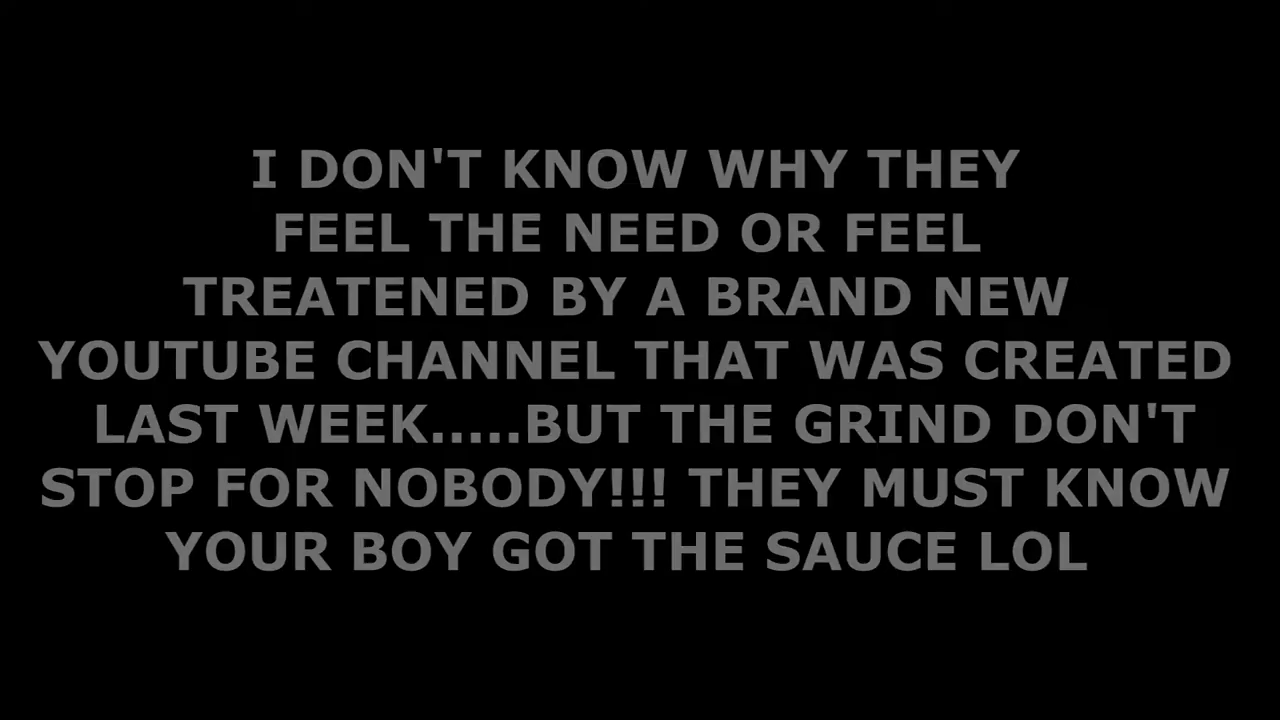 I DON'T KNOW WHY THEY
FEEL THE NEED OR FEEL
TREATENED BY A BRAND NEW
YOUTUBE CHANNEL THAT WAS CREATED
LAST WEEK.....BUT THE GRIND DON'T
STOP FOR NOBODY!!! THEY MUST KNOW
YOUR BOY GOT THE SAUCE LOL